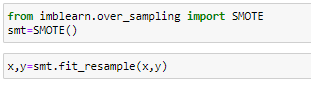 from imblearn.over_sampling import SMOTE
smt=SMOTE()
x,y=smt.fit_resample(x,y)